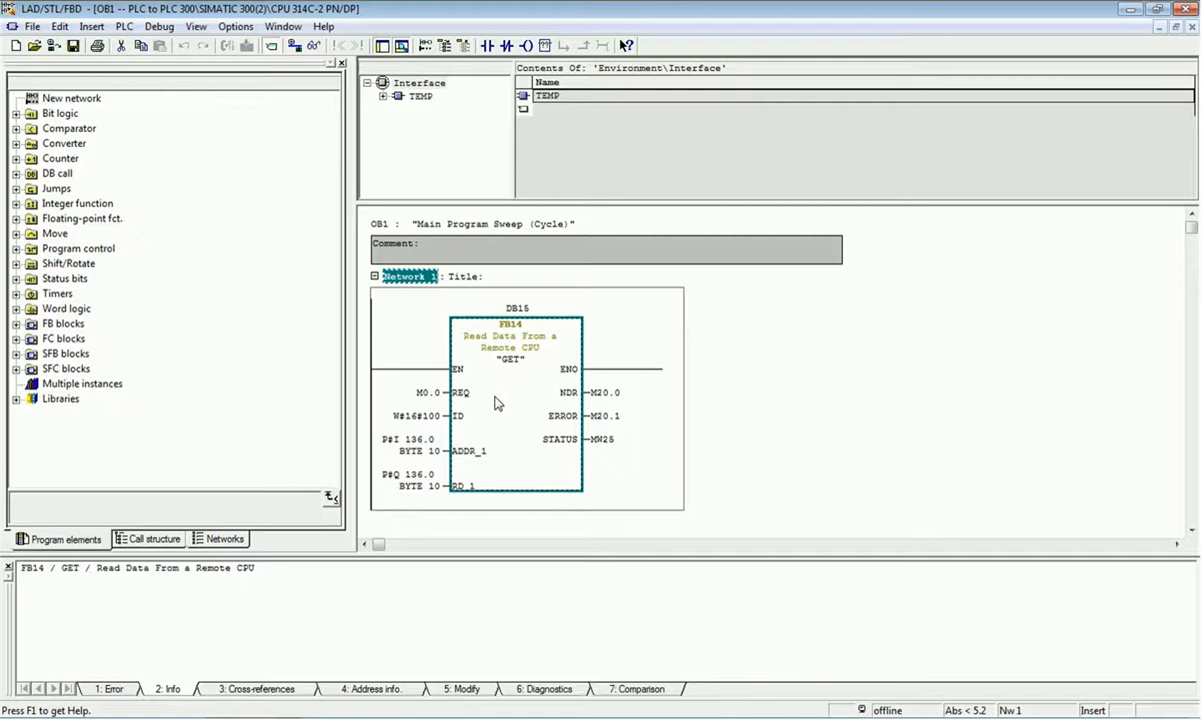 LAD/STL/FBD - [OB1 -- PLC to PLC 300\SIMATIC 300(2)\CPU 314C-2 PN/DP]
File Edit Insert PLC Debug View Options Window Help
New network
Bit logic
Comparator
Converter
Counter
DB call
Jumps
Integer function
Floating-point fct.
Move
Program control
Shift/Rotate
Status bits
Timers
Word logic
FB blocks
FC blocks
SFB blocks
SFC blocks
Multiple instances
Libraries
Program elements Call structure Networks
Interface
TEMP
Contents Of: 'Environment\Interface'
Name
TEMP
OB1 : "Main Program Sweep (Cycle)"
Comment:
Network 1 : Title:
DB15
FB14
Read Data From a
Remote CPU
"GET"
EN ENO
M0.0 REQ NDR M20.0
W#16#100 ID ERROR M20.1
P#I 136.0 STATUS MW25
BYTE 10 ADDR_1
P#Q 136.0
BYTE 10 RD_1
FB14 / GET / Read Data From a Remote CPU
1: Error 2: Info 3: Cross-references 4: Address info. 5: Modify 6: Diagnostics 7: Comparison
Press F1 to get Help. offline Abs < 5.2 Nw 1 Insert